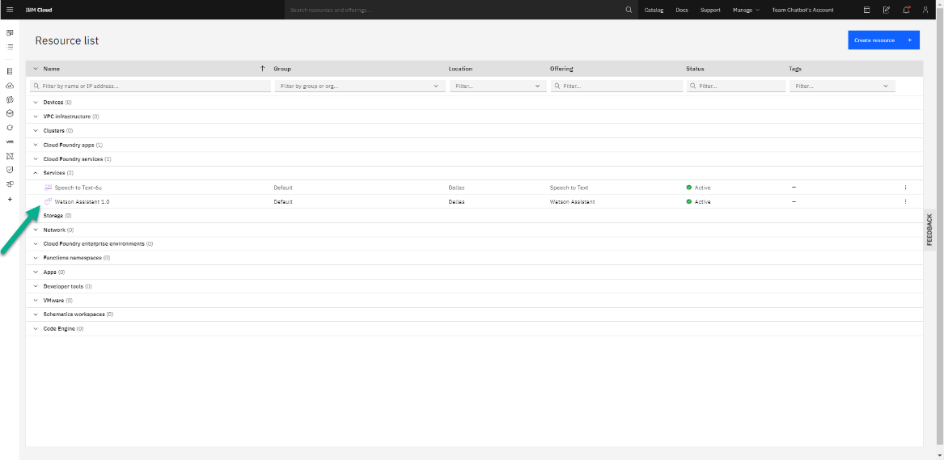 IBM Cloud
Search resources and offerings...
Catalog Docs Support Manage Team Chatbot's Account
Resource list
Create resource +
Name Group Location Offering Status Tags
Filter by name or IP address... Filter by group or org... Filter... Filter... Filter... Filter...
Devices (0)
VPC infrastructure (0)
Clusters (0)
Cloud Foundry apps (1)
Cloud Foundry services (1)
Services (2)
Speech to Text-6u Default Dallas Speech to Text Active –
Watson Assistant 1.0 Default Dallas Watson Assistant Active –
Storage (0)
Network (0)
Cloud Foundry enterprise environments (0)
Functions namespaces (0)
Apps (0)
Developer tools (0)
VMware (0)
Schematics workspaces (0)
Code Engine (0)
FEEDBACK